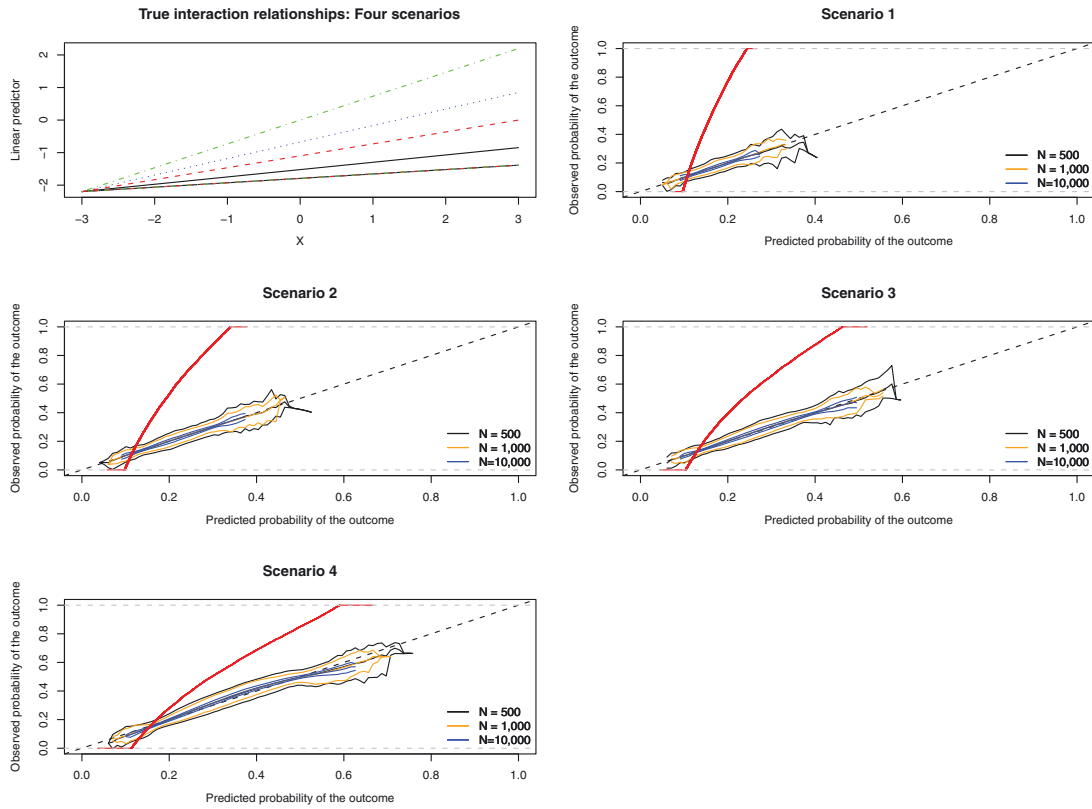 True interaction relationships: Four scenarios
Linear predictor
2
1
0
−1
−2
−3 −2 −1 0 1 2 3
X
Scenario 1
Observed probability of the outcome
1.0
0.8
0.6
0.4
0.2
0.0
N = 500
N = 1,000
N=10,000
0.0 0.2 0.4 0.6 0.8 1.0
Predicted probability of the outcome
Scenario 2
Observed probability of the outcome
1.0
0.8
0.6
0.4
0.2
0.0
N = 500
N = 1,000
N=10,000
0.0 0.2 0.4 0.6 0.8 1.0
Predicted probability of the outcome
Scenario 3
Observed probability of the outcome
1.0
0.8
0.6
0.4
0.2
0.0
N = 500
N = 1,000
N=10,000
0.0 0.2 0.4 0.6 0.8 1.0
Predicted probability of the outcome
Scenario 4
Observed probability of the outcome
1.0
0.8
0.6
0.4
0.2
0.0
N = 500
N = 1,000
N=10,000
0.0 0.2 0.4 0.6 0.8 1.0
Predicted probability of the outcome